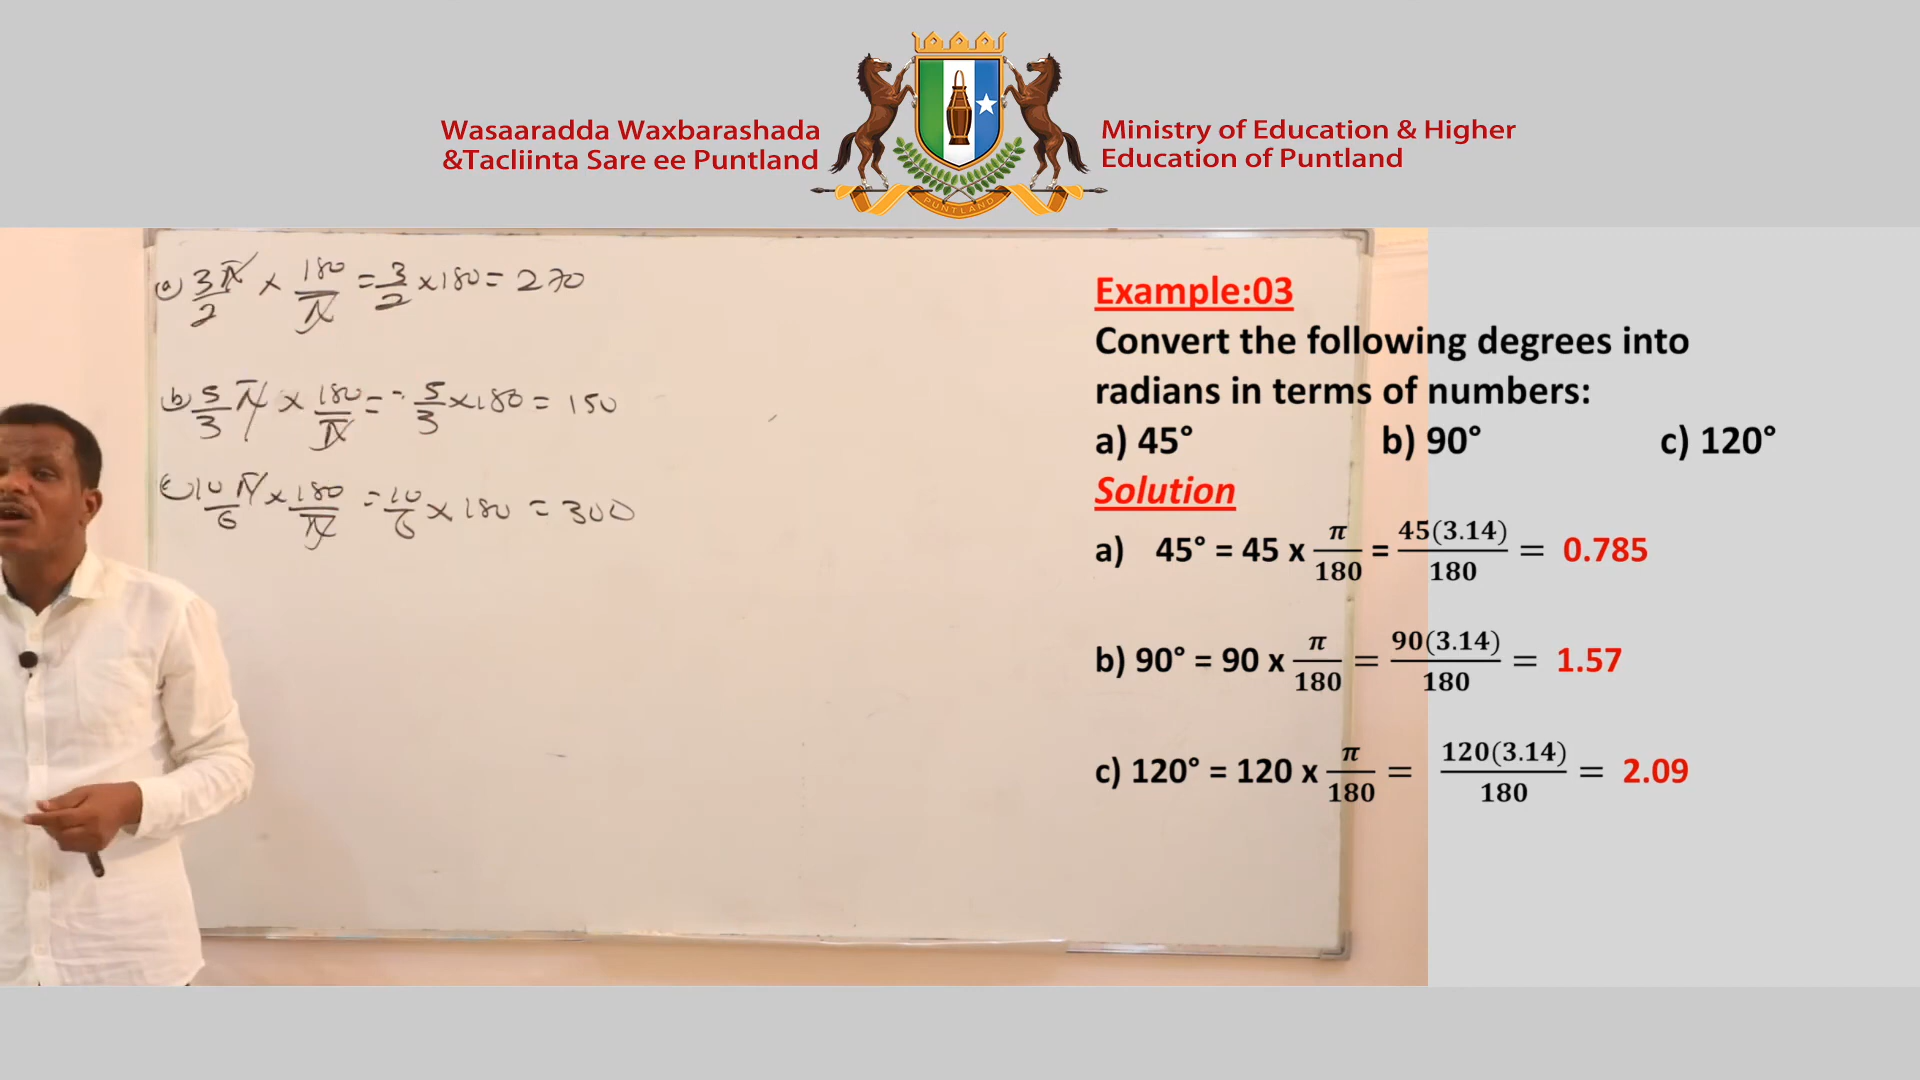 Wasaaradda Waxbarashada
&Tacliinta Sare ee Puntland
PUNTLAND
Ministry of Education & Higher
Education of Puntland
a) 3π/2 × 180/π = 3/2 × 180 = 270
b) 5/3 π × 180/π = 5/3 × 180 = 150
c) 10/6 π × 180/π = 10/6 × 180 = 300
Example:03
Convert the following degrees into
radians in terms of numbers:
a) 45° b) 90° c) 120°
Solution
a) 45° = 45 x π/180 = 45(3.14)/180 = 0.785
b) 90° = 90 x π/180 = 90(3.14)/180 = 1.57
c) 120° = 120 x π/180 = 120(3.14)/180 = 2.09